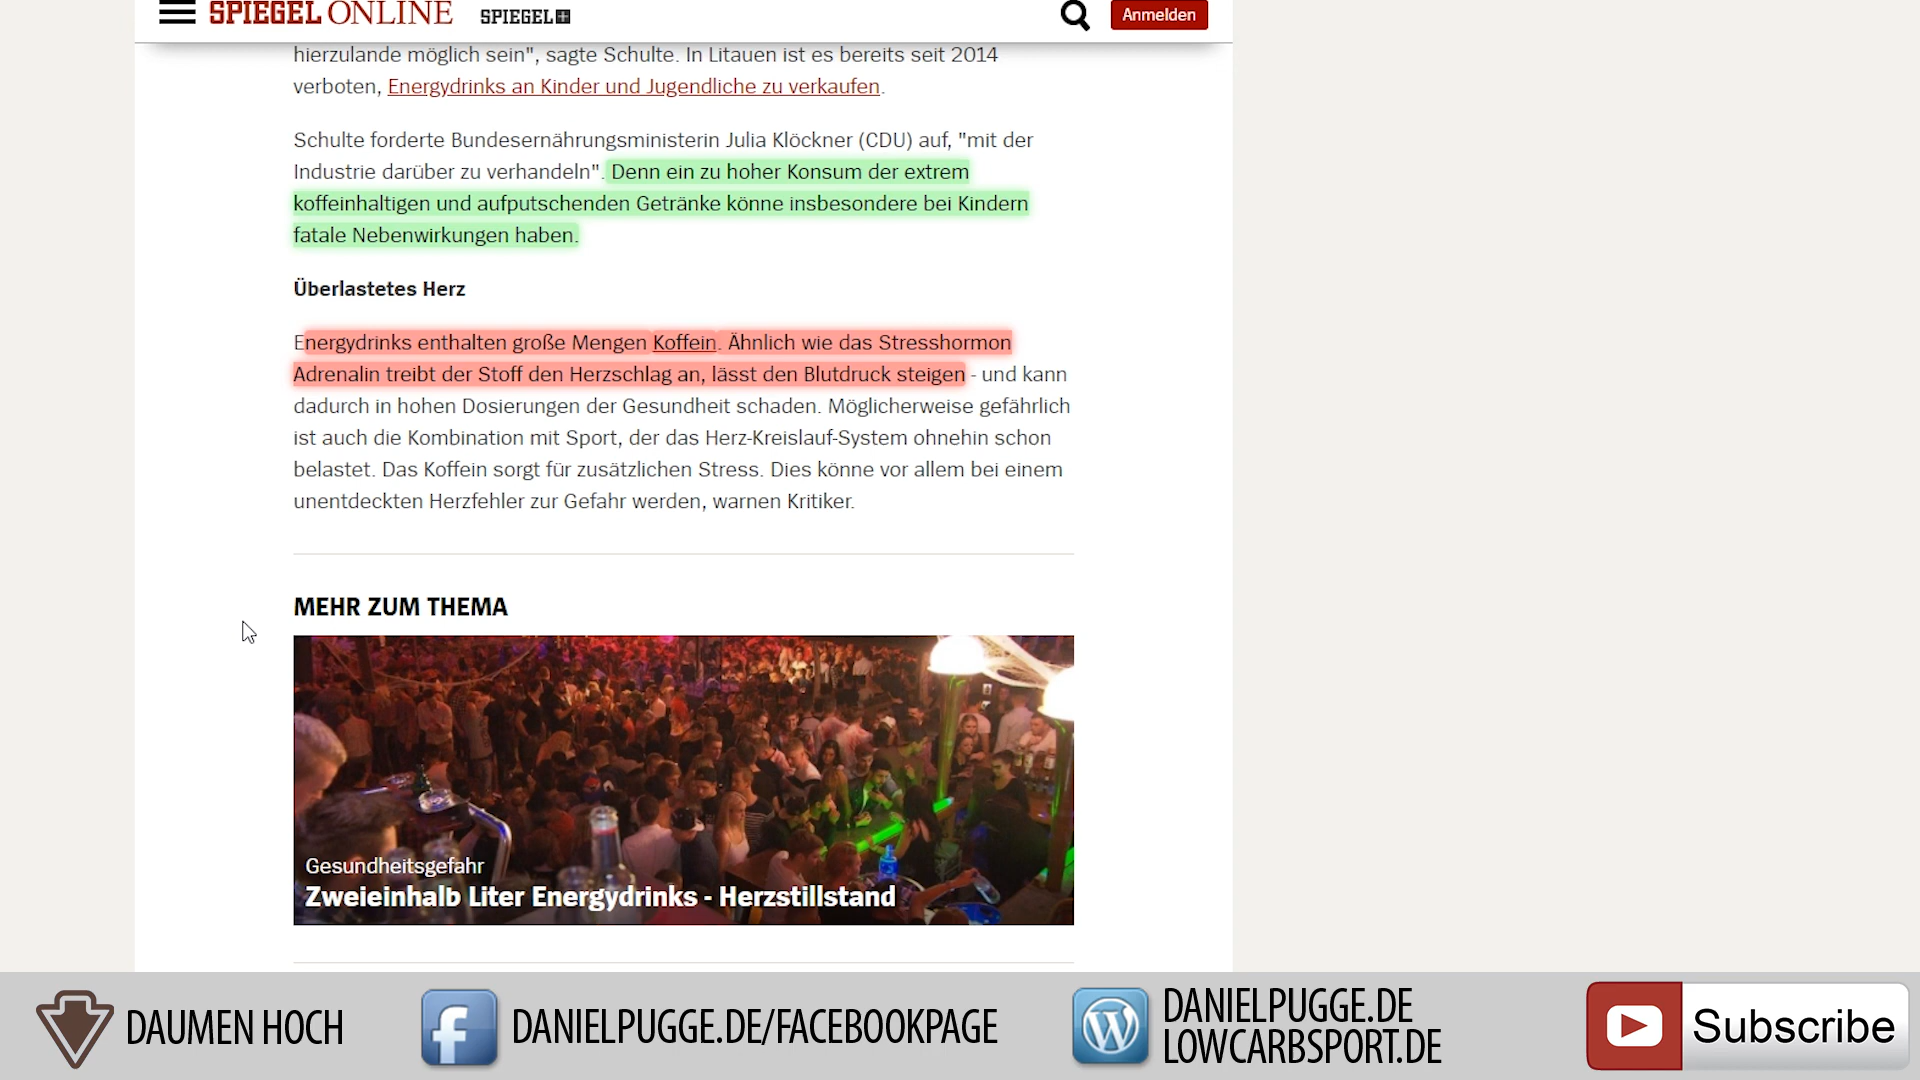 SPIEGEL ONLINE SPIEGEL+ Anmelden
hierzulande möglich sein", sagte Schulte. In Litauen ist es bereits seit 2014
verboten, Energydrinks an Kinder und Jugendliche zu verkaufen.
Schulte forderte Bundesernährungsministerin Julia Klöckner (CDU) auf, "mit der
Industrie darüber zu verhandeln". Denn ein zu hoher Konsum der extrem
koffeinhaltigen und aufputschenden Getränke könne insbesondere bei Kindern
fatale Nebenwirkungen haben.
Überlastetes Herz
Energydrinks enthalten große Mengen Koffein. Ähnlich wie das Stresshormon
Adrenalin treibt der Stoff den Herzschlag an, lässt den Blutdruck steigen - und kann
dadurch in hohen Dosierungen der Gesundheit schaden. Möglicherweise gefährlich
ist auch die Kombination mit Sport, der das Herz-Kreislauf-System ohnehin schon
belastet. Das Koffein sorgt für zusätzlichen Stress. Dies könne vor allem bei einem
unentdeckten Herzfehler zur Gefahr werden, warnen Kritiker.
MEHR ZUM THEMA
Gesundheitsgefahr
Zweieinhalb Liter Energydrinks - Herzstillstand
DAUMEN HOCH
DANIELPUGGE.DE/FACEBOOKPAGE
DANIELPUGGE.DE
LOWCARBSPORT.DE
Subscribe